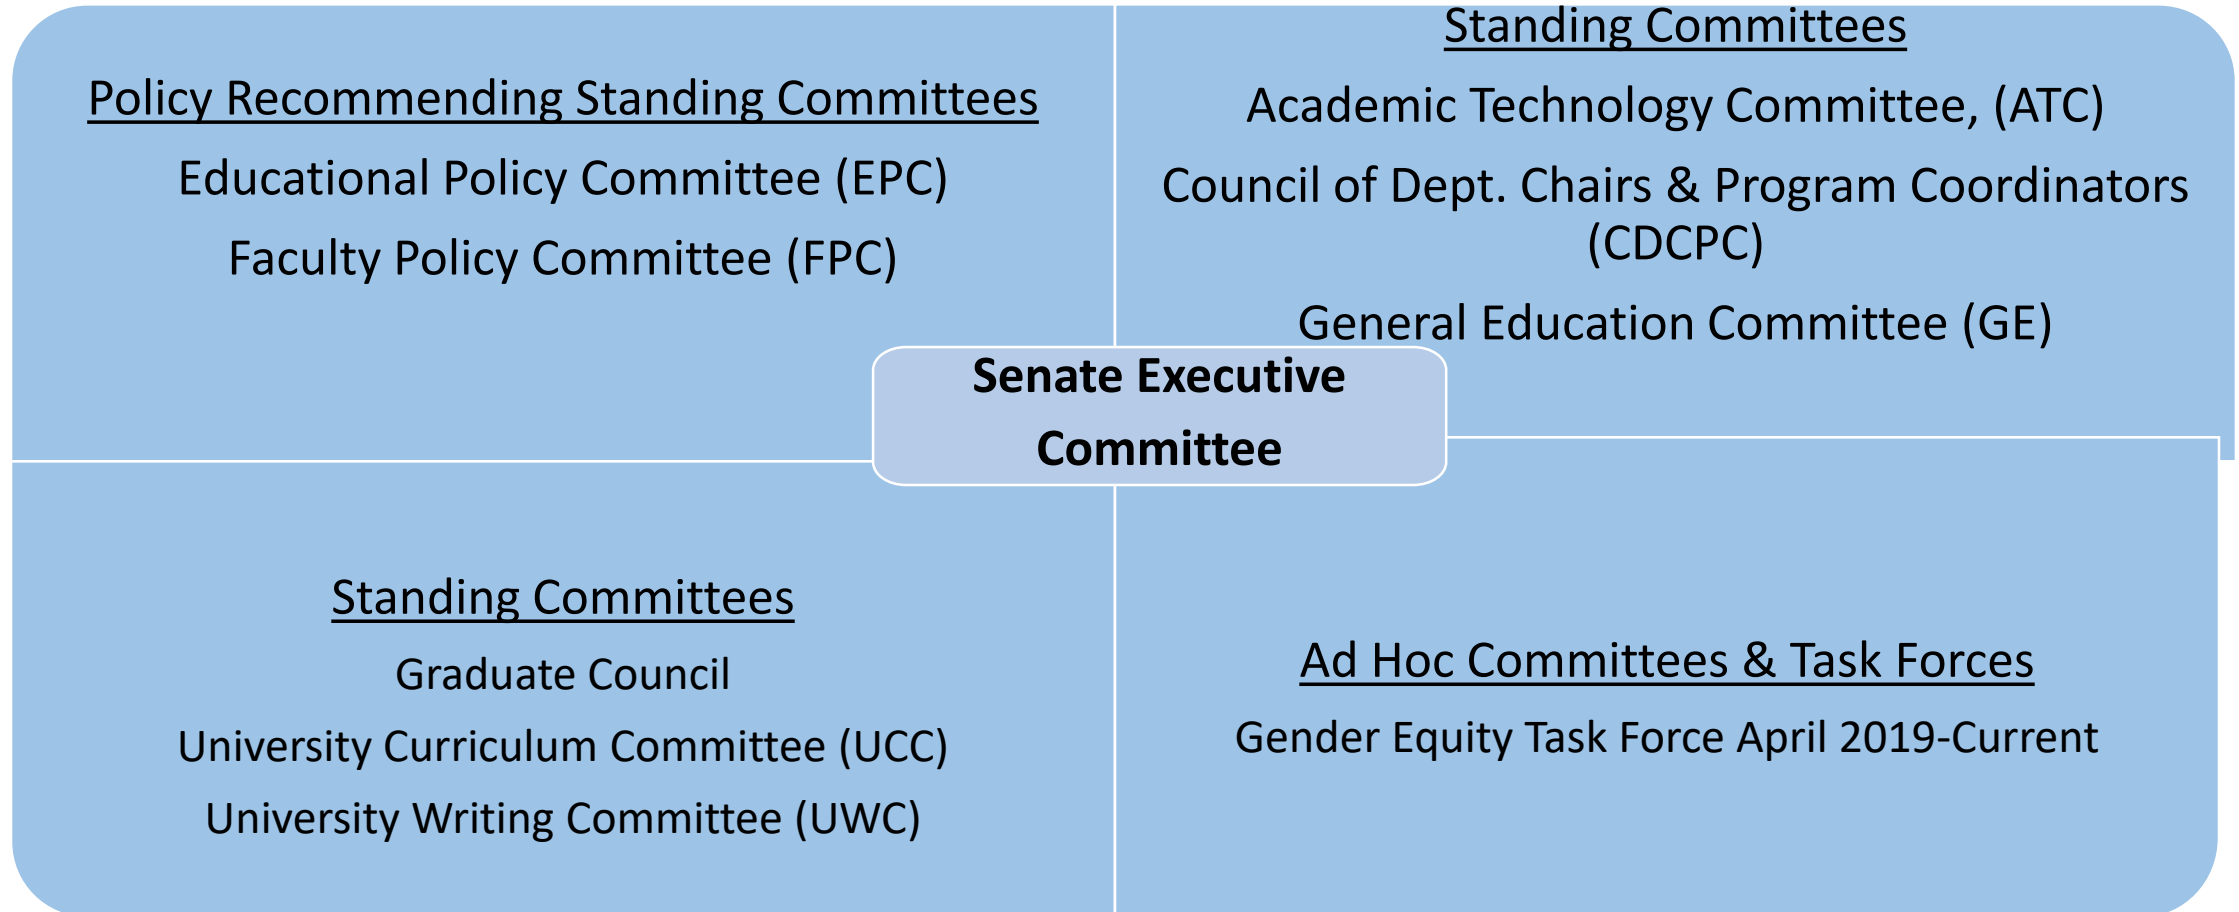 Policy Recommending Standing Committees
Educational Policy Committee (EPC)
Faculty Policy Committee (FPC)
Standing Committees
Academic Technology Committee, (ATC)
Council of Dept. Chairs & Program Coordinators
(CDCPC)
General Education Committee (GE)
Senate Executive
Committee
Standing Committees
Graduate Council
University Curriculum Committee (UCC)
University Writing Committee (UWC)
Ad Hoc Committees & Task Forces
Gender Equity Task Force April 2019-Current